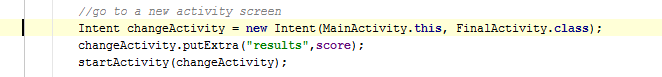 //go to a new activity screen
Intent changeActivity = new Intent(MainActivity.this, FinalActivity.class);
changeActivity.putExtra("results",score);
startActivity(changeActivity);